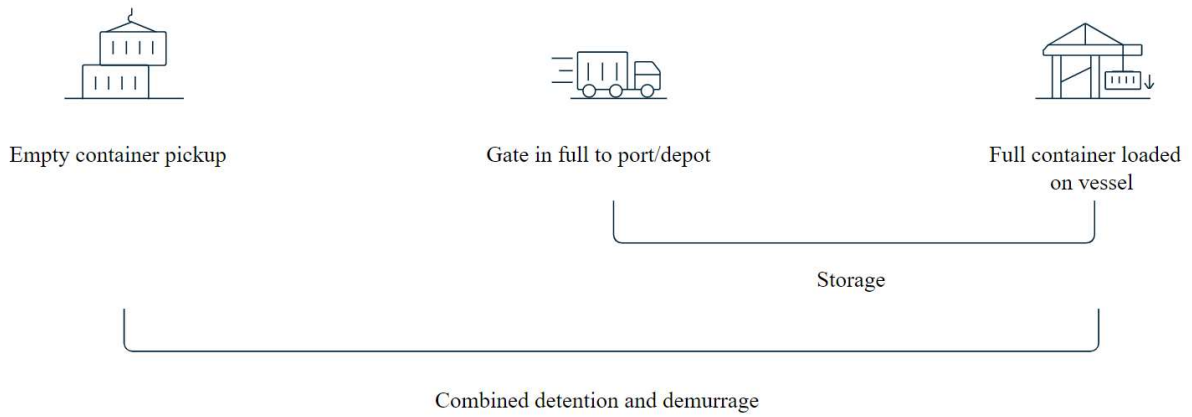 Empty container pickup
Gate in full to port/depot
Full container loaded
on vessel
Storage
Combined detention and demurrage